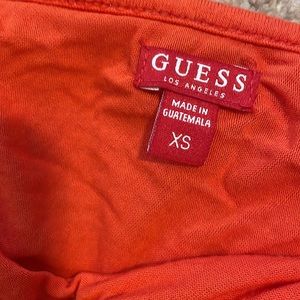 GUESS
LOS ANGELES
MADE IN
GUATEMALA
XS